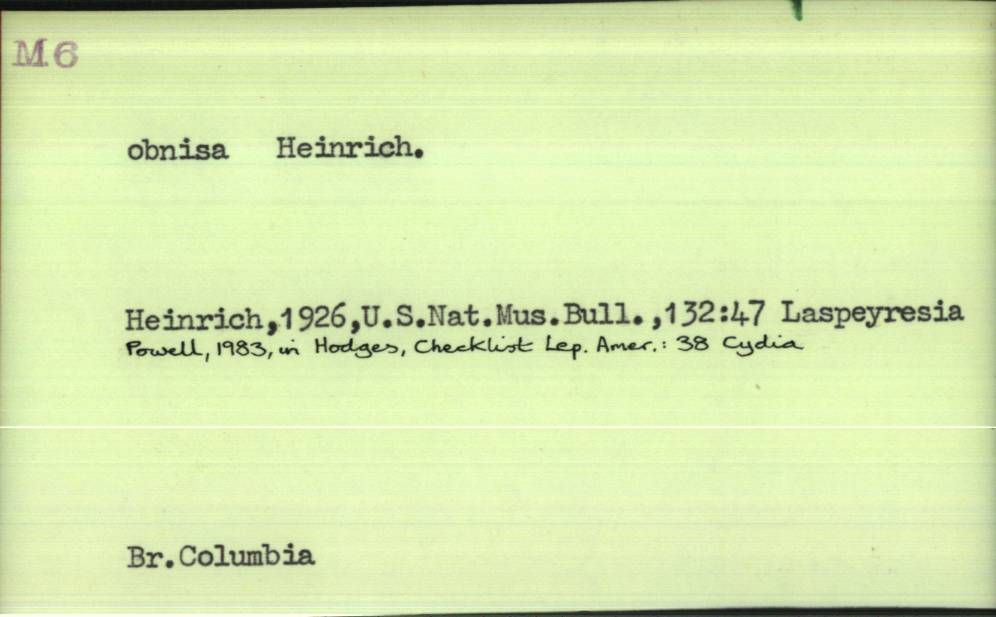 M6
obnisa Heinrich.
Heinrich,1926,U.S.Nat.Mus.Bull.,132:47 Laspeyresia
Powell, 1983, in Hodges, Checklist Lep. Amer.: 38 Cydia
Br.Columbia